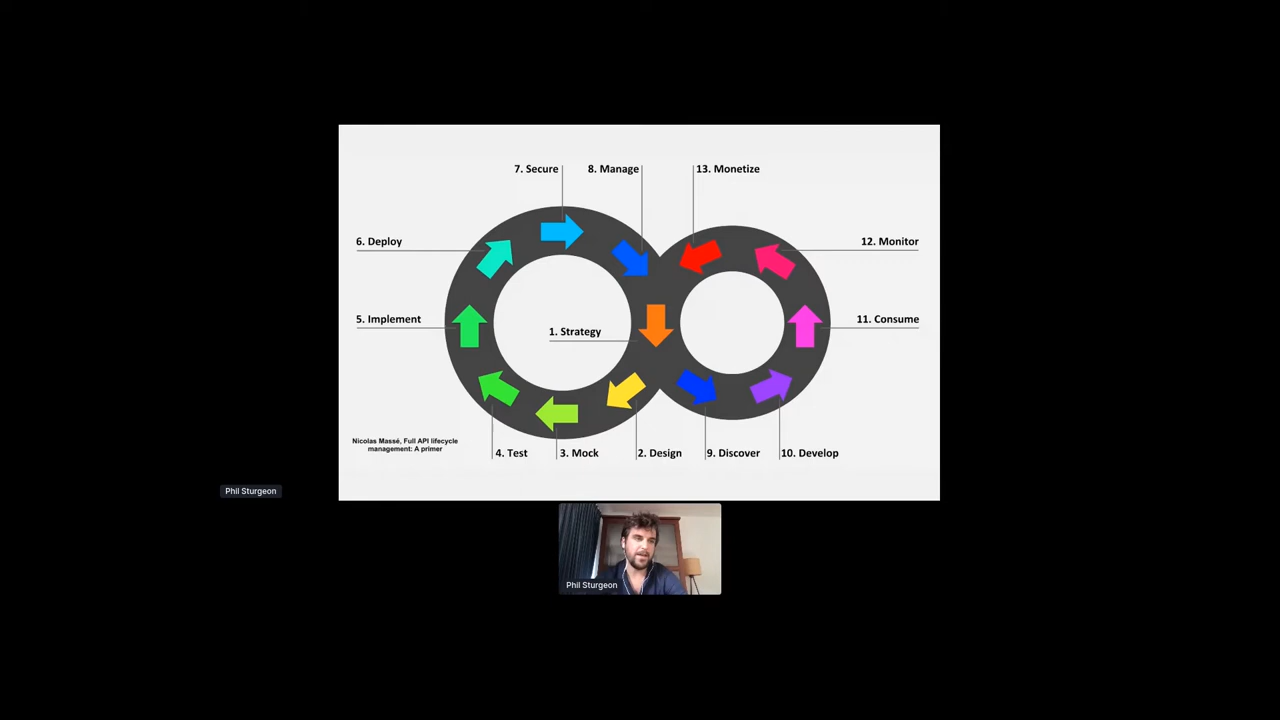 7. Secure
8. Manage
13. Monetize
6. Deploy
12. Monitor
5. Implement
1. Strategy
11. Consume
Nicolas Massé, Full API lifecycle
management: A primer
4. Test
3. Mock
2. Design
9. Discover
10. Develop
Phil Sturgeon
Phil Sturgeon